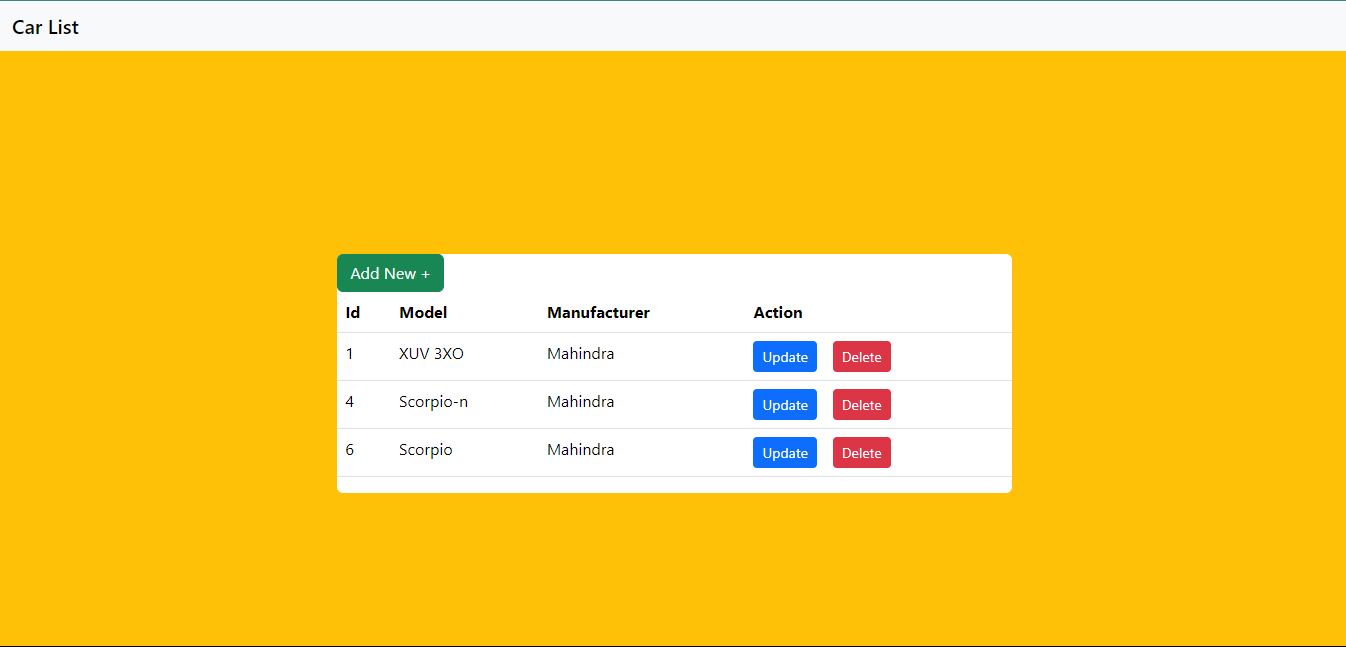 Car List
Add New +
Id Model Manufacturer Action
1 XUV 3XO Mahindra Update Delete
4 Scorpio-n Mahindra Update Delete
6 Scorpio Mahindra Update Delete